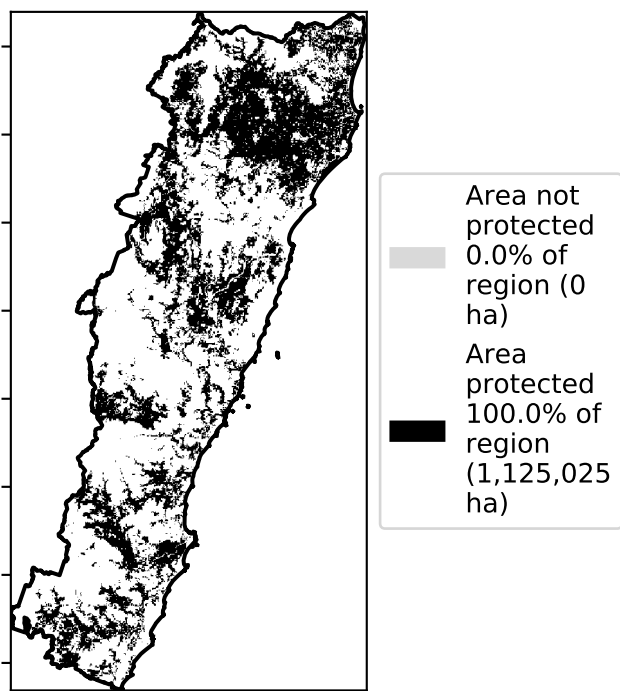 Area not
protected
0.0% of
region (0
ha)
Area
protected
100.0% of
region
(1,125,025
ha)